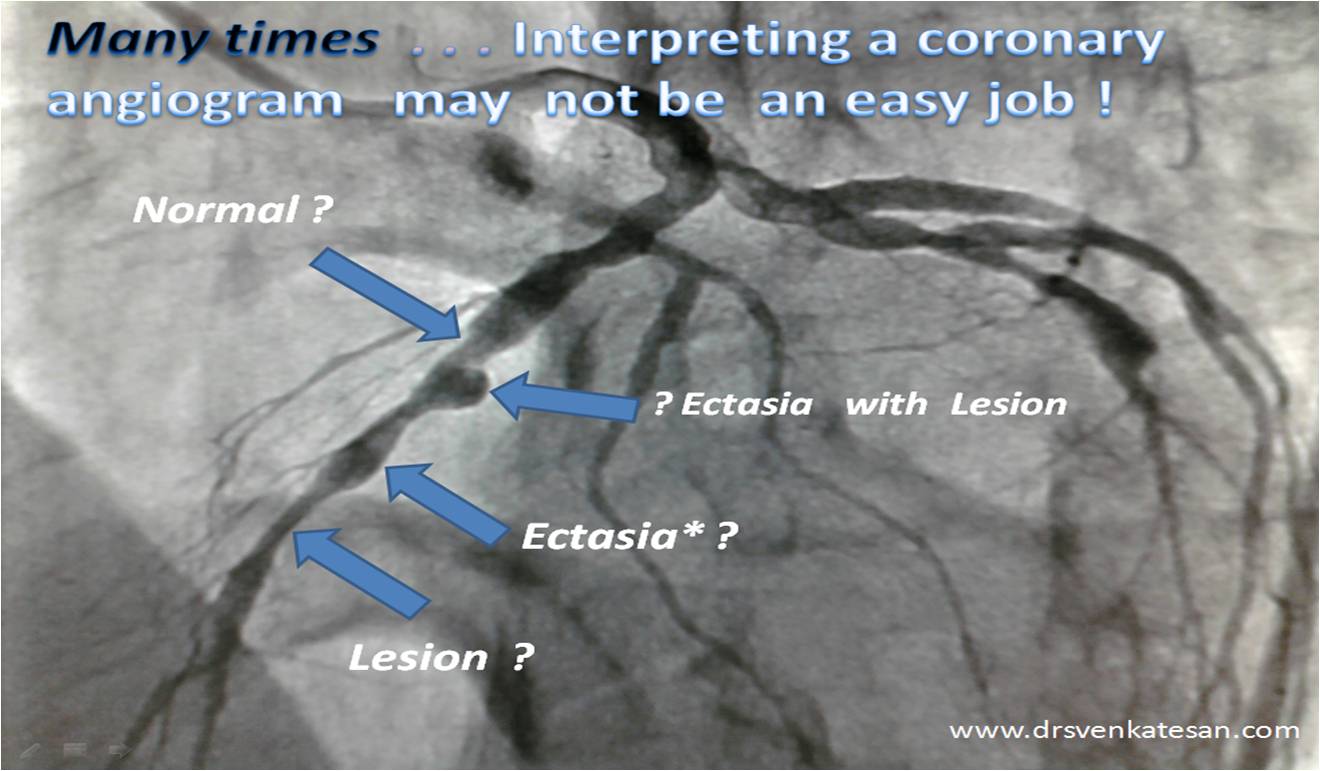 Many times . . . Interpreting a coronary
angiogram may not be an easy job !
Normal ?
? Ectasia with Lesion
Ectasia* ?
Lesion ?
www.drsvenkatesan.com